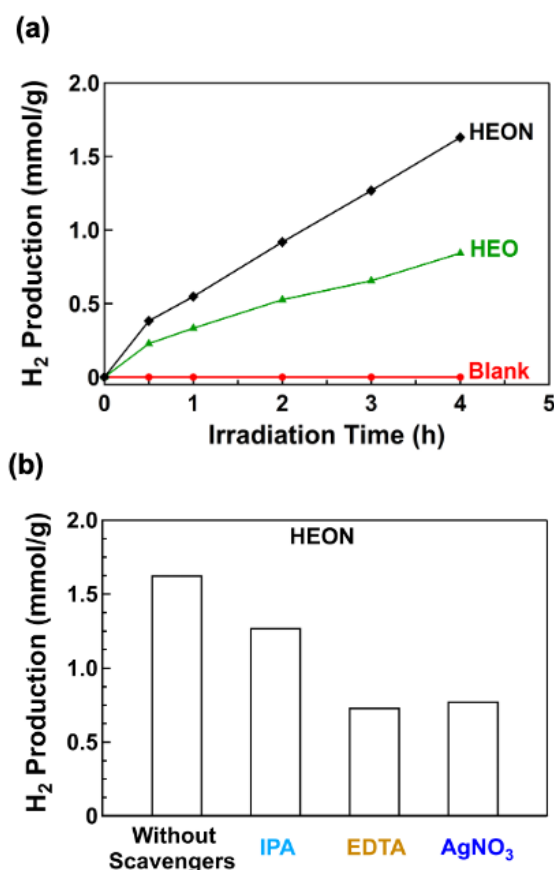 (a)
H₂ Production (mmol/g)
2.0
1.5
1.0
0.5
0
HEON
HEO
Blank
0 1 2 3 4 5
Irradiation Time (h)
(b)
H₂ Production (mmol/g)
2.0
1.5
1.0
0.5
0
HEON
Without
Scavengers
IPA
EDTA
AgNO₃